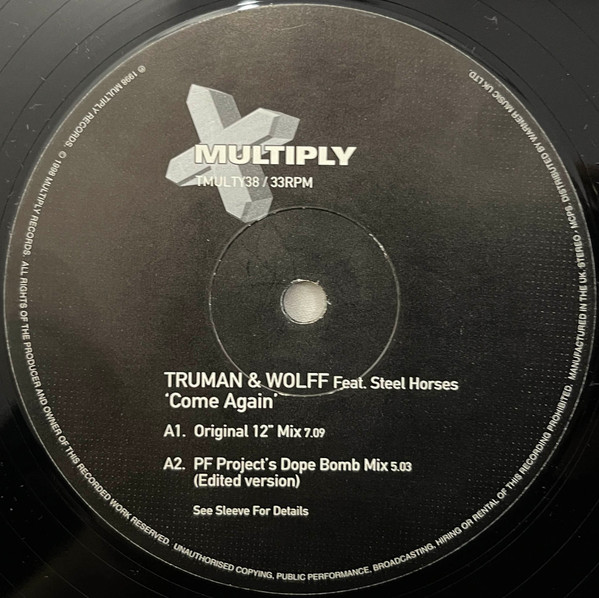 MULTIPLY
TMULTY38 / 33RPM
TRUMAN & WOLFF Feat. Steel Horses
‘Come Again’
A1. Original 12” Mix 7.09
A2. PF Project’s Dope Bomb Mix 5.03
(Edited version)
See Sleeve For Details
℗ 1998 MULTIPLY RECORDS. © 1998 MULTIPLY RECORDS. ALL RIGHTS OF THE PRODUCER AND OWNER OF THIS RECORDED WORK RESERVED. UNAUTHORISED COPYING, PUBLIC PERFORMANCE, BROADCASTING, HIRING OR RENTAL OF THIS RECORDING PROHIBITED. MANUFACTURED IN THE UK. STEREO · MCPS. DISTRIBUTED BY WARNER MUSIC UK LTD.